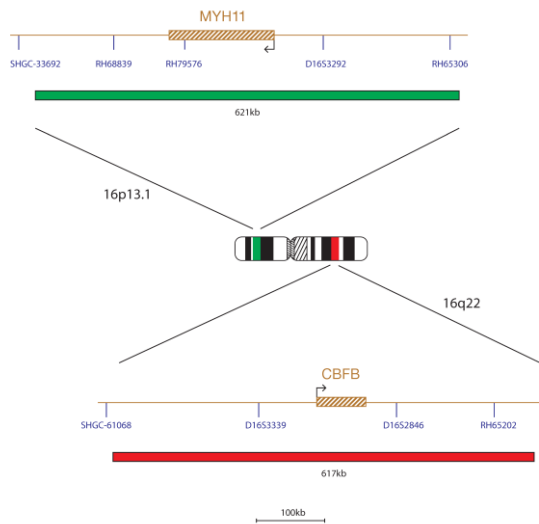 MYH11
SHGC-33692 RH68839 RH79576 D16S3292 RH65306
621kb
16p13.1
16q22
CBFB
SHGC-61068 D16S3339 D16S2846 RH65202
617kb
100kb